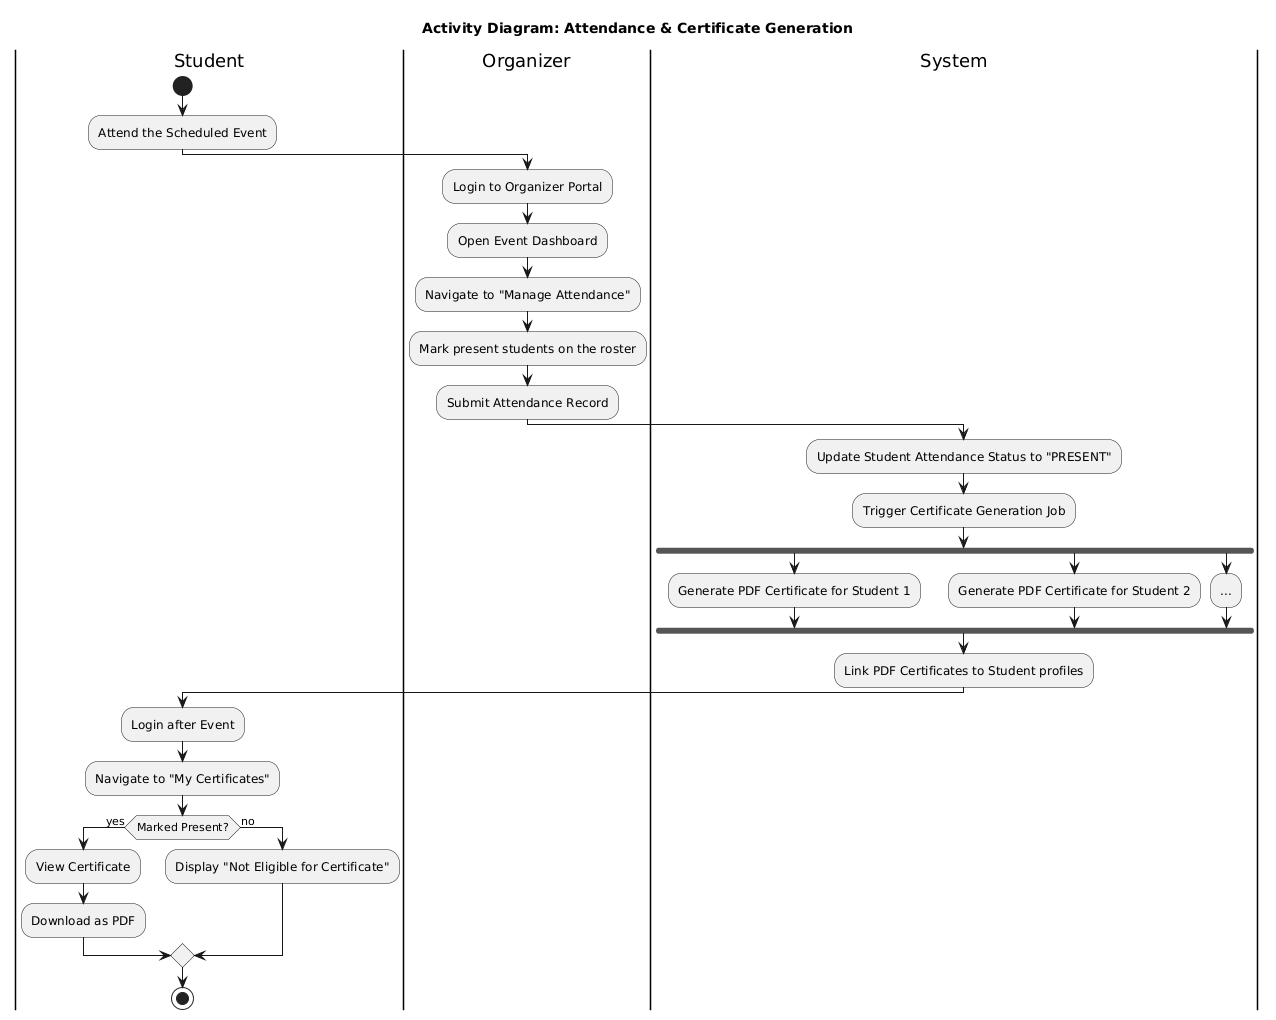 Activity Diagram: Attendance & Certificate Generation
Student
Organizer
System
Attend the Scheduled Event
Login to Organizer Portal
Open Event Dashboard
Navigate to "Manage Attendance"
Mark present students on the roster
Submit Attendance Record
Update Student Attendance Status to "PRESENT"
Trigger Certificate Generation Job
Generate PDF Certificate for Student 1
Generate PDF Certificate for Student 2
...
Link PDF Certificates to Student profiles
Login after Event
Navigate to "My Certificates"
yes
Marked Present?
no
View Certificate
Display "Not Eligible for Certificate"
Download as PDF